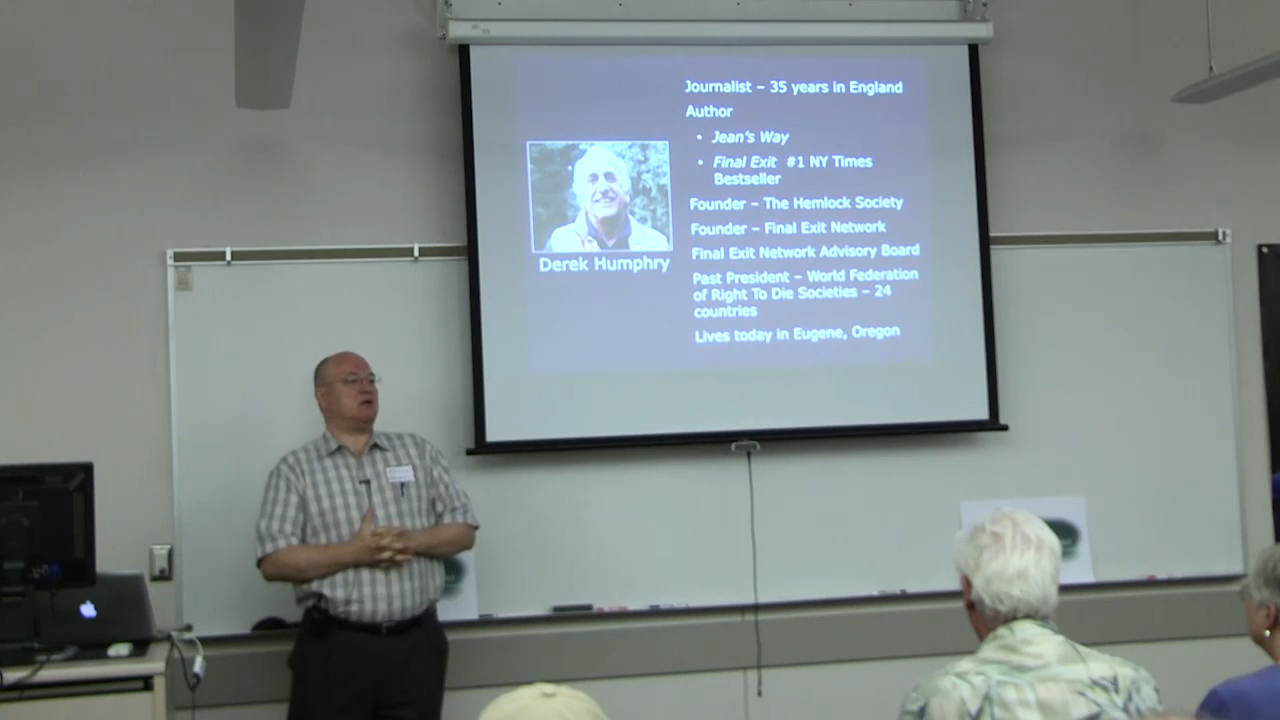 Journalist – 35 years in England
Author
• Jean's Way
• Final Exit #1 NY Times
Bestseller
Founder – The Hemlock Society
Founder – Final Exit Network
Final Exit Network Advisory Board
Past President – World Federation
of Right To Die Societies – 24
countries
Lives today in Eugene, Oregon
Derek Humphry